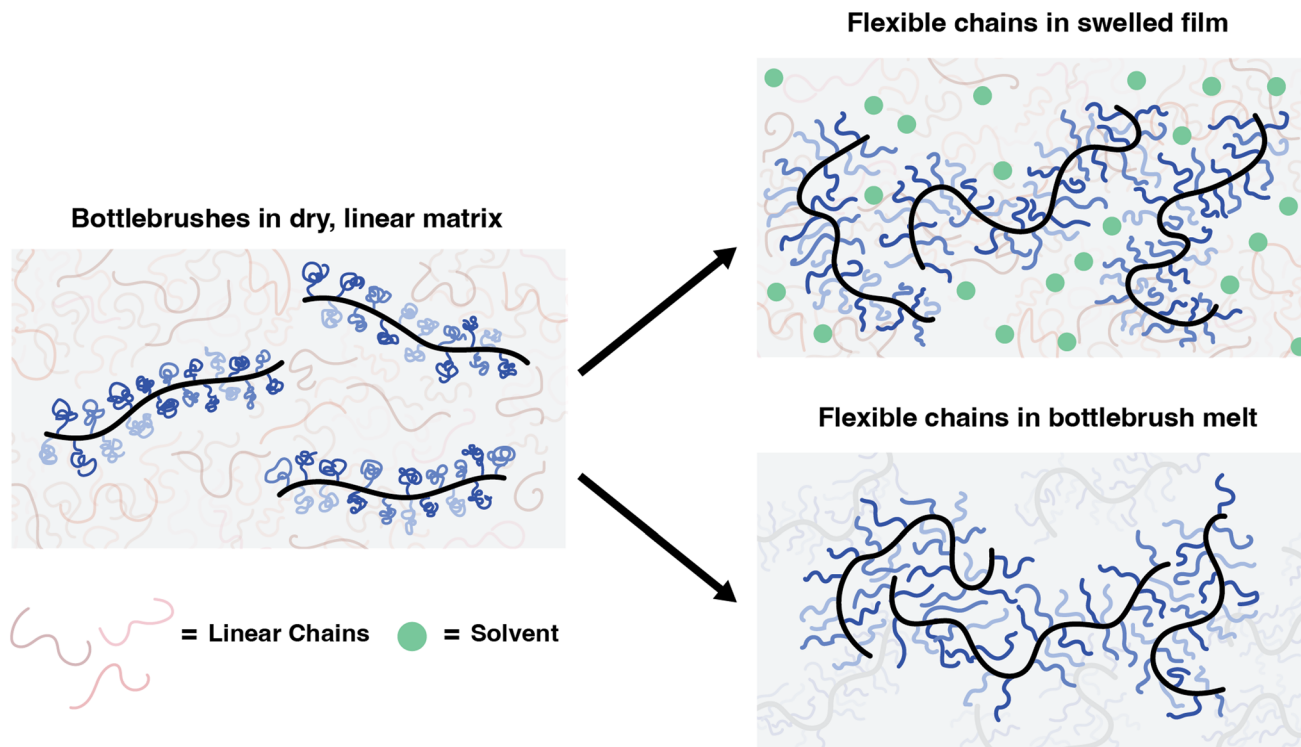 Flexible chains in swelled film
Bottlebrushes in dry, linear matrix
Flexible chains in bottlebrush melt
= Linear Chains
= Solvent